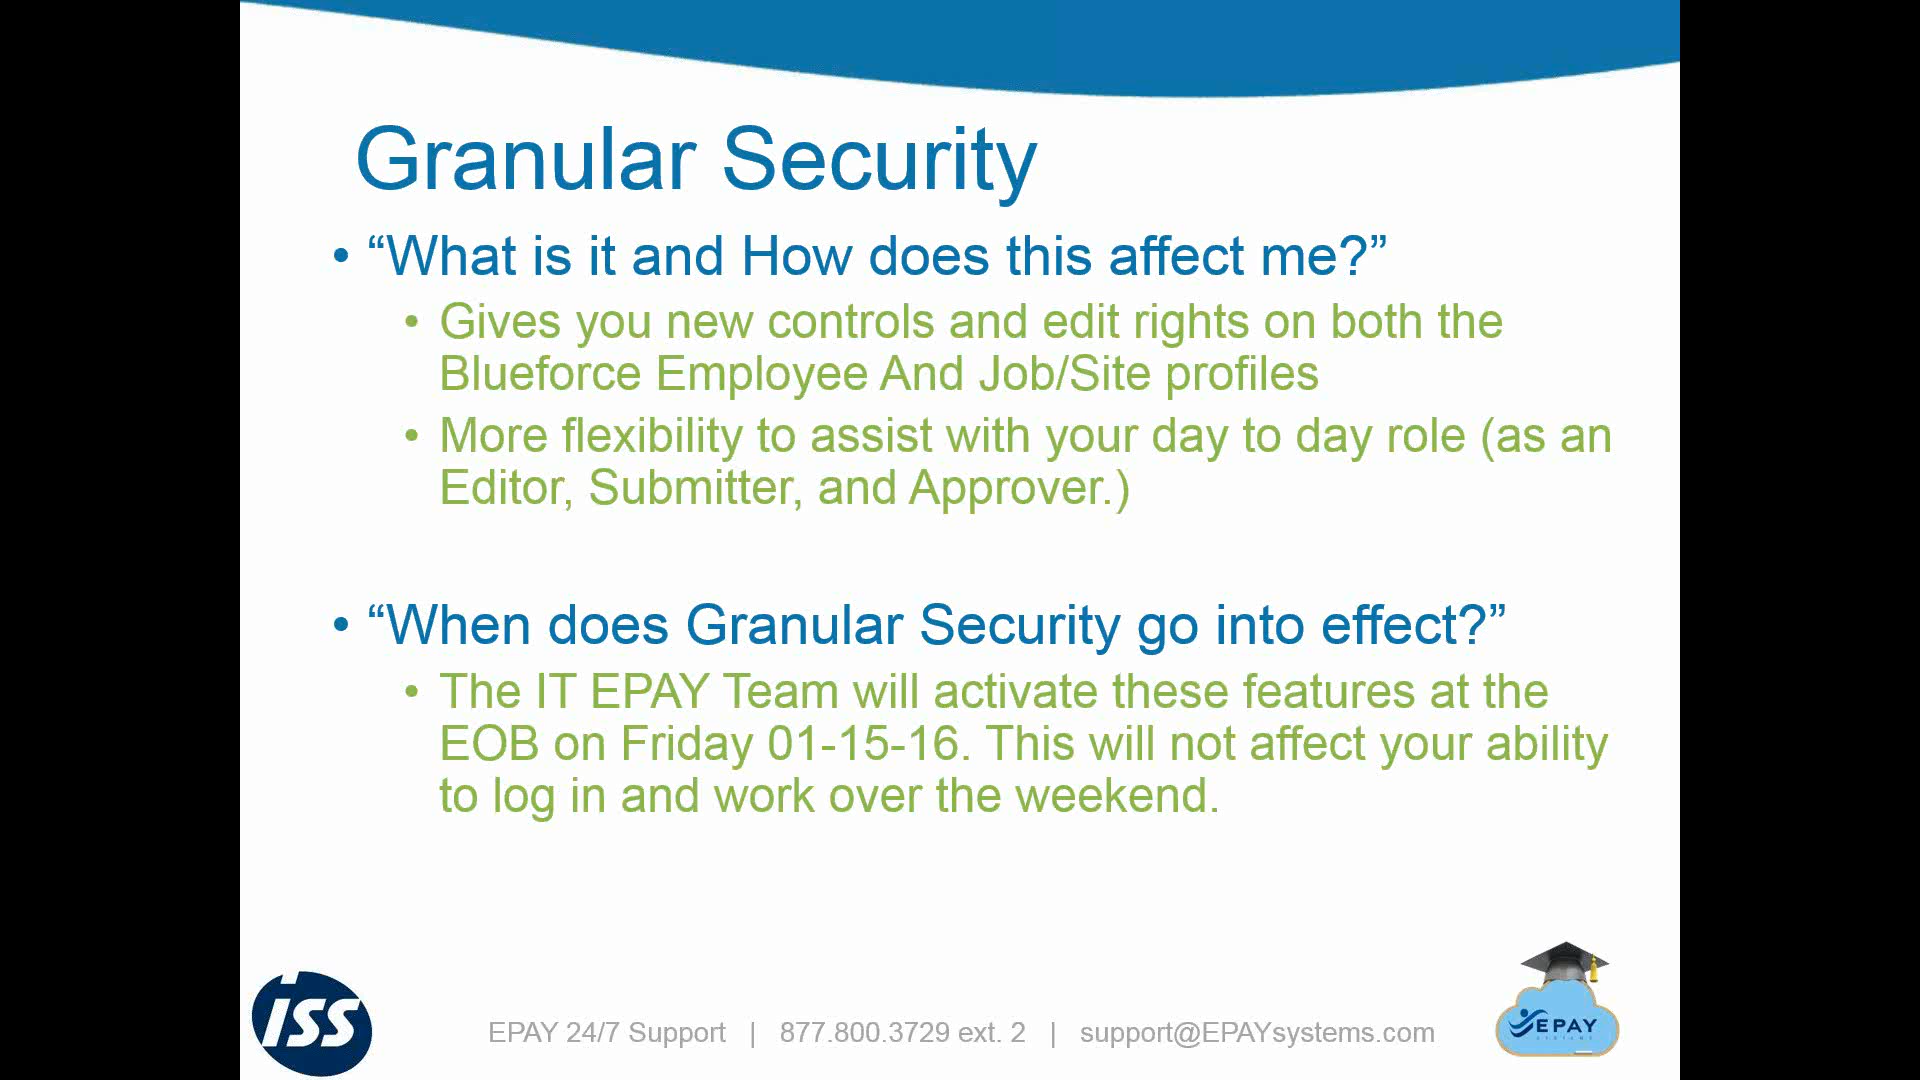 Granular Security
• “What is it and How does this affect me?”
• Gives you new controls and edit rights on both the
Blueforce Employee And Job/Site profiles
• More flexibility to assist with your day to day role (as an
Editor, Submitter, and Approver.)
• “When does Granular Security go into effect?”
• The IT EPAY Team will activate these features at the
EOB on Friday 01-15-16. This will not affect your ability
to log in and work over the weekend.
ISS
EPAY 24/7 Support | 877.800.3729 ext. 2 | support@EPAYsystems.com
EPAY
SYSTEMS